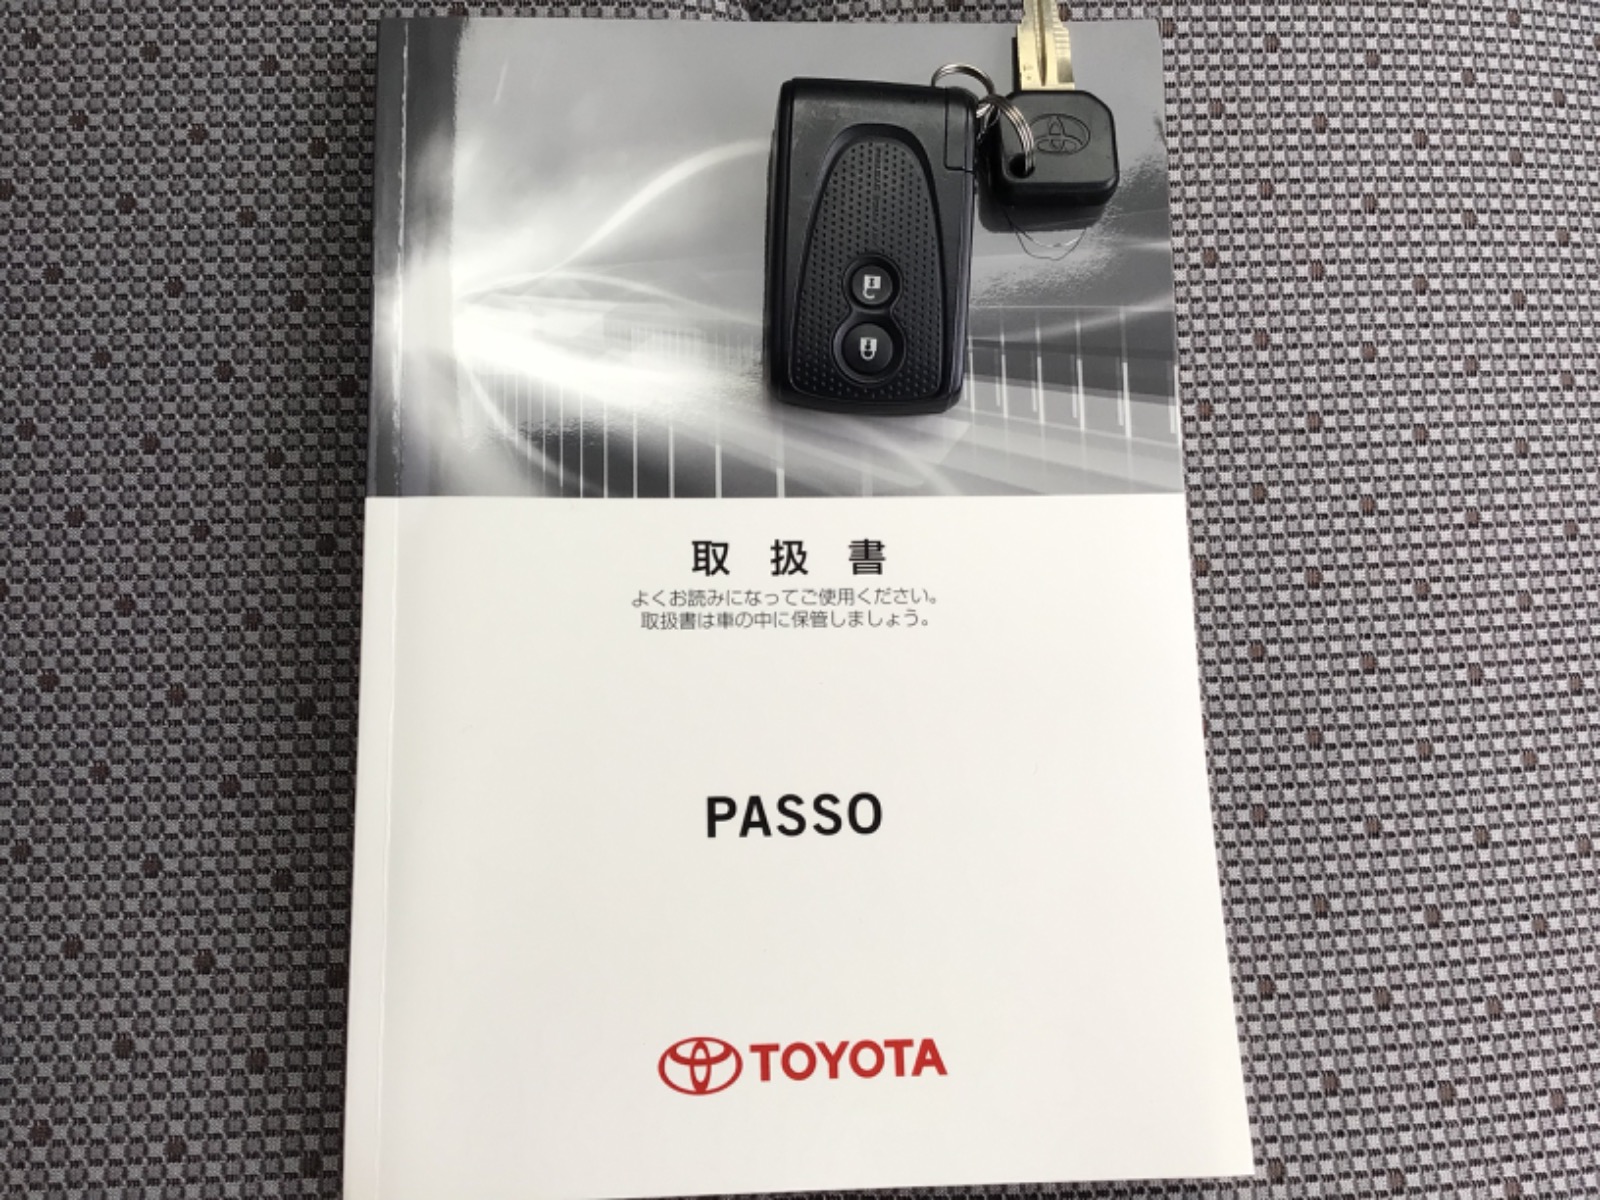 取扱書
よくお読みになってご使用ください。
取扱書は車の中に保管しましょう。
PASSO
TOYOTA